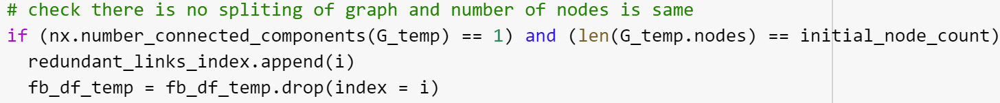 # check there is no spliting of graph and number of nodes is same
if (nx.number_connected_components(G_temp) == 1) and (len(G_temp.nodes) == initial_node_count)
  redundant_links_index.append(i)
  fb_df_temp = fb_df_temp.drop(index = i)